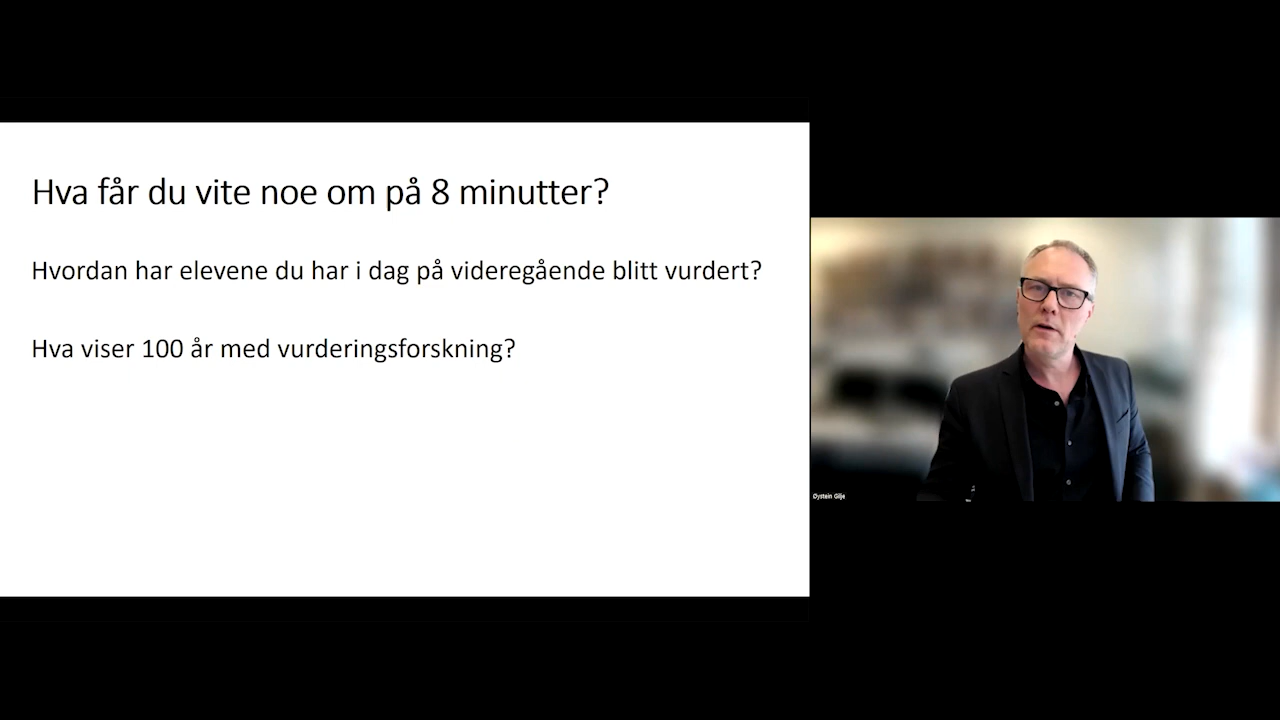 Hva får du vite noe om på 8 minutter?
Hvordan har elevene du har i dag på videregående blitt vurdert?
Hva viser 100 år med vurderingsforskning?
Øystein Gilje